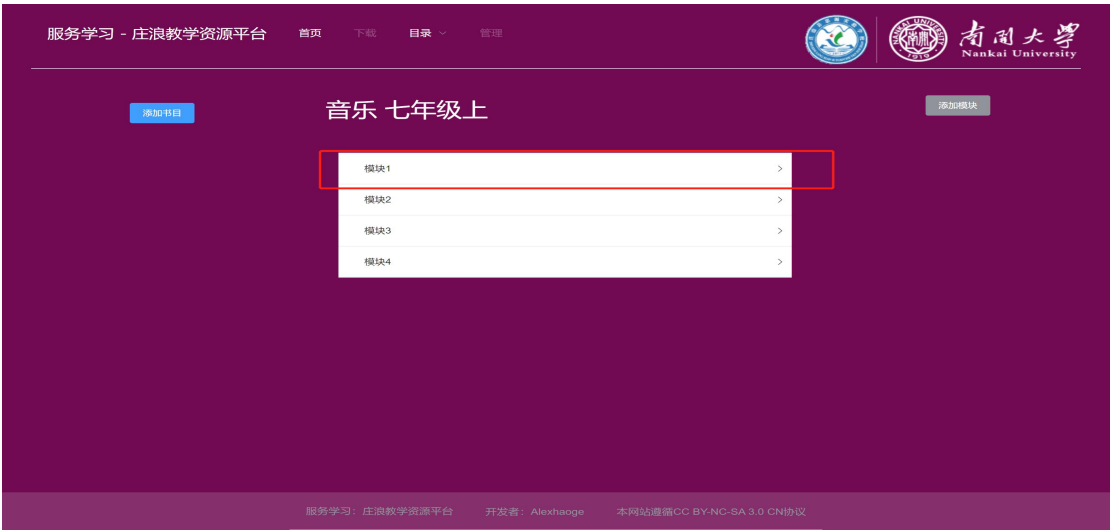 服务学习 - 庄浪教学资源平台 首页 下载 目录 管理
南开大学
Nankai University
添加书目
音乐 七年级上
添加模块
模块1
模块2
模块3
模块4
服务学习：庄浪教学资源平台 开发者：Alexhaoge 本网站遵循CC BY-NC-SA 3.0 CN协议